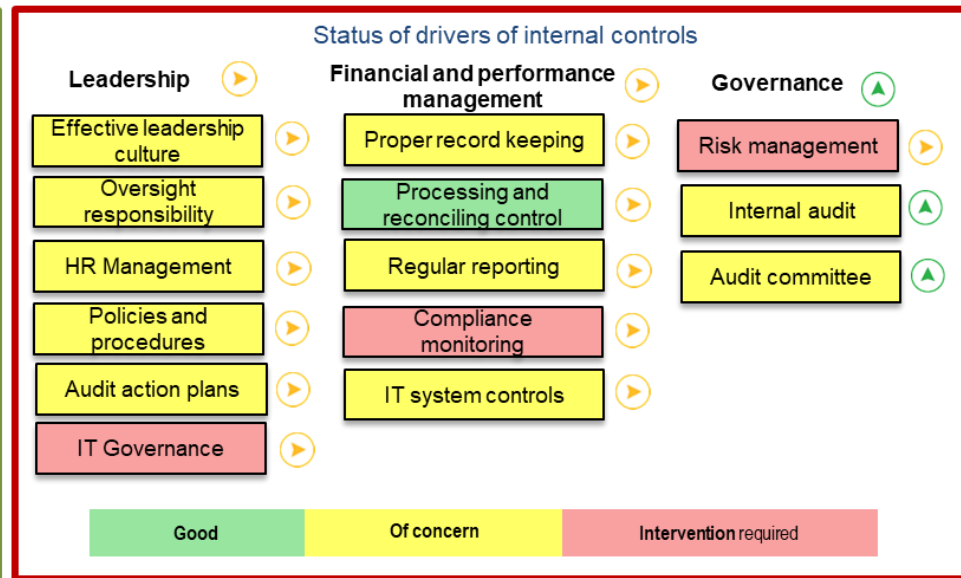 Status of drivers of internal controls
Leadership
Effective leadership
culture
Oversight
responsibility
HR Management
Policies and
procedures
Audit action plans
IT Governance
Financial and performance
management
Proper record keeping
Processing and
reconciling control
Regular reporting
Compliance
monitoring
IT system controls
Governance
Risk management
Internal audit
Audit committee
Good
Of concern
Intervention required